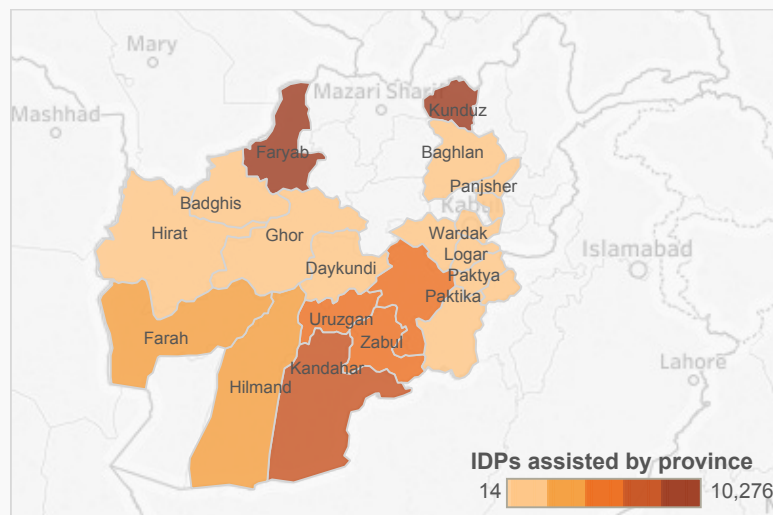 Mary
Mazari Sharif
Mashhad
Kunduz
Faryab
Baghlan
Panjsher
Badghis
Kabul
Hirat
Ghor
Wardak
Islamabad
Logar
Daykundi
Paktya
Paktika
Uruzgan
Farah
Zabul
Lahore
Kandahar
Hilmand
IDPs assisted by province
14 10,276